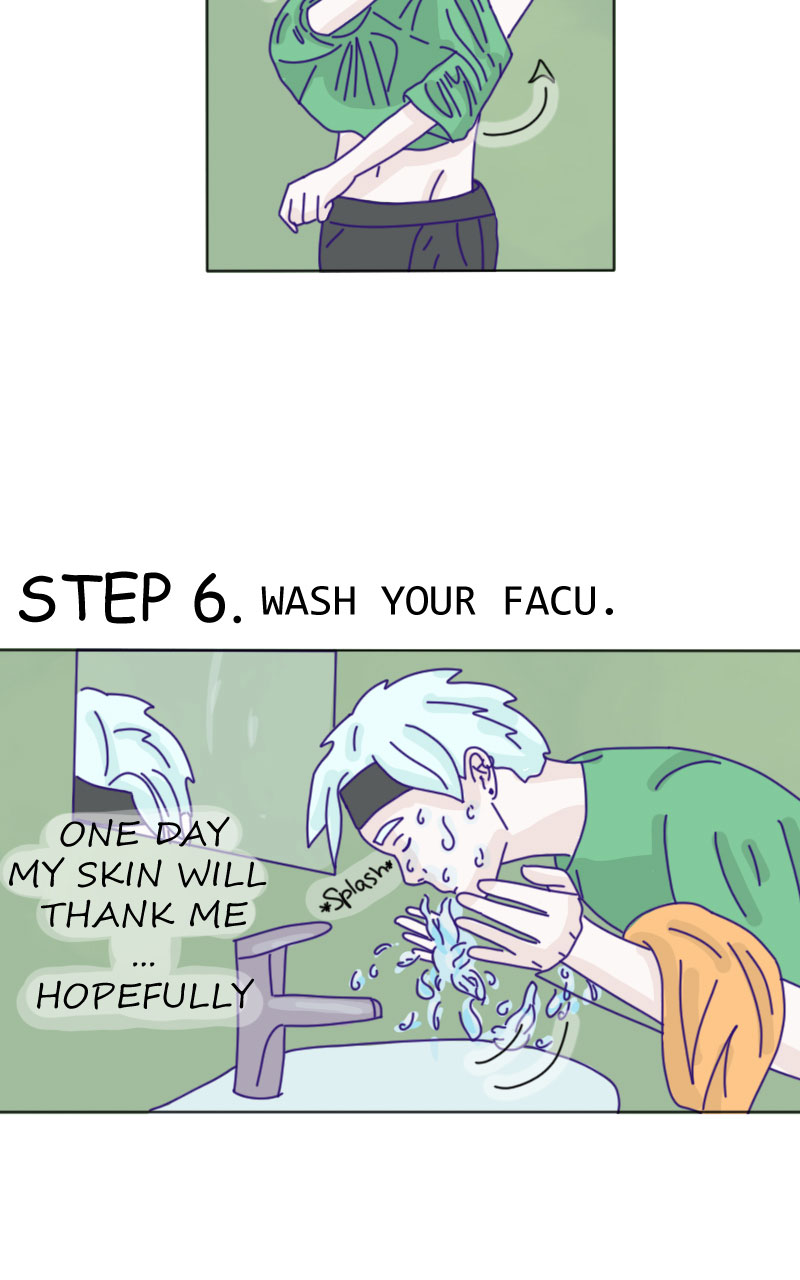 STEP 6. WASH YOUR FACU.
ONE DAY
MY SKIN WILL
THANK ME
...
HOPEFULLY
*Splash*